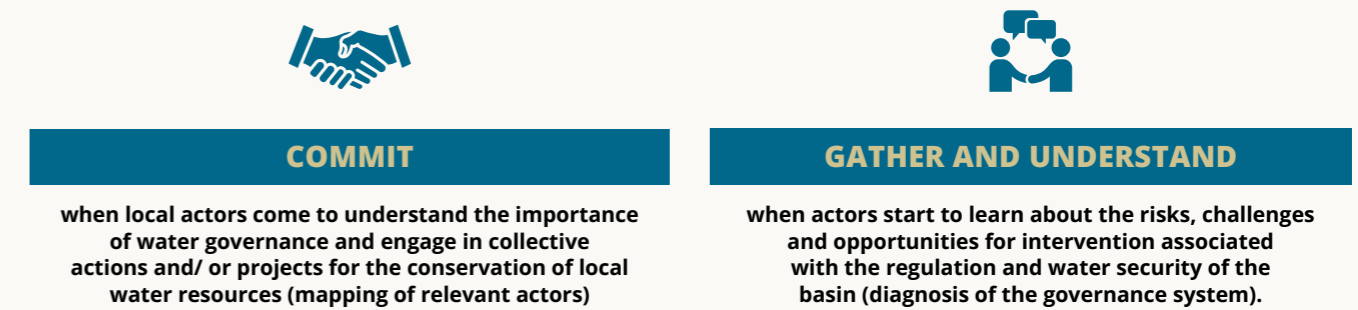 COMMIT
when local actors come to understand the importance
of water governance and engage in collective
actions and/ or projects for the conservation of local
water resources (mapping of relevant actors)
GATHER AND UNDERSTAND
when actors start to learn about the risks, challenges
and opportunities for intervention associated
with the regulation and water security of the
basin (diagnosis of the governance system).